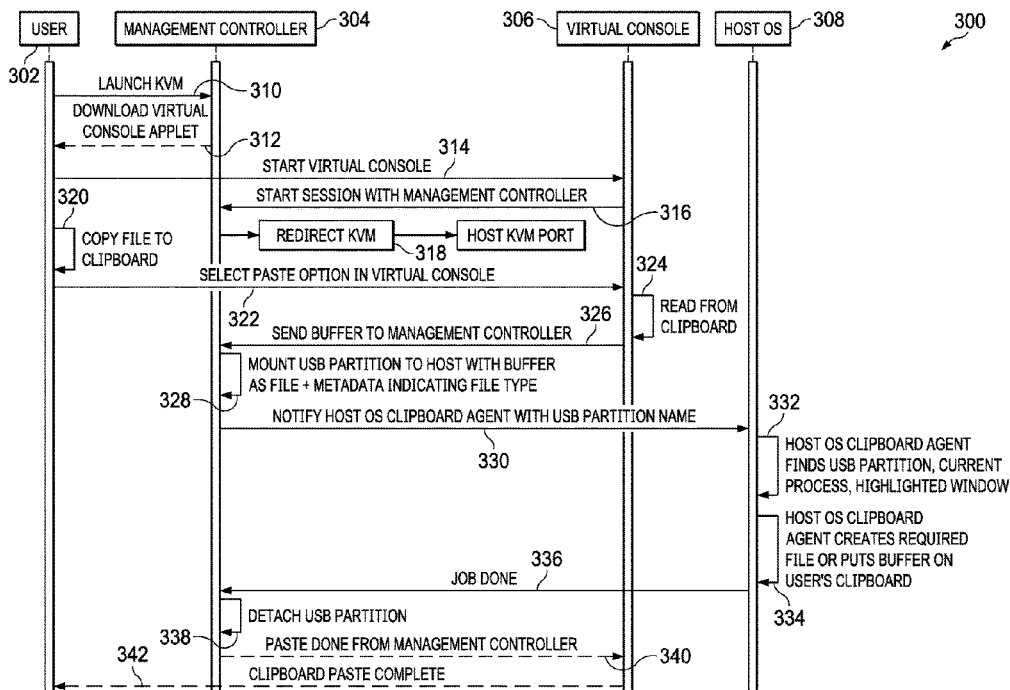 USER
MANAGEMENT CONTROLLER
304
306
VIRTUAL CONSOLE
HOST OS
308
300
302
LAUNCH KVM
310
DOWNLOAD VIRTUAL
CONSOLE APPLET
312
314
START VIRTUAL CONSOLE
START SESSION WITH MANAGEMENT CONTROLLER
316
320
COPY FILE TO
CLIPBOARD
REDIRECT KVM
318
HOST KVM PORT
SELECT PASTE OPTION IN VIRTUAL CONSOLE
322
324
READ FROM
CLIPBOARD
326
SEND BUFFER TO MANAGEMENT CONTROLLER
MOUNT USB PARTITION TO HOST WITH BUFFER
AS FILE + METADATA INDICATING FILE TYPE
328
NOTIFY HOST OS CLIPBOARD AGENT WITH USB PARTITION NAME
330
332
HOST OS CLIPBOARD AGENT
FINDS USB PARTITION, CURRENT
PROCESS, HIGHLIGHTED WINDOW
HOST OS CLIPBOARD
AGENT CREATES REQUIRED
FILE OR PUTS BUFFER ON
USER'S CLIPBOARD
334
336
JOB DONE
DETACH USB PARTITION
338
PASTE DONE FROM MANAGEMENT CONTROLLER
340
342
CLIPBOARD PASTE COMPLETE